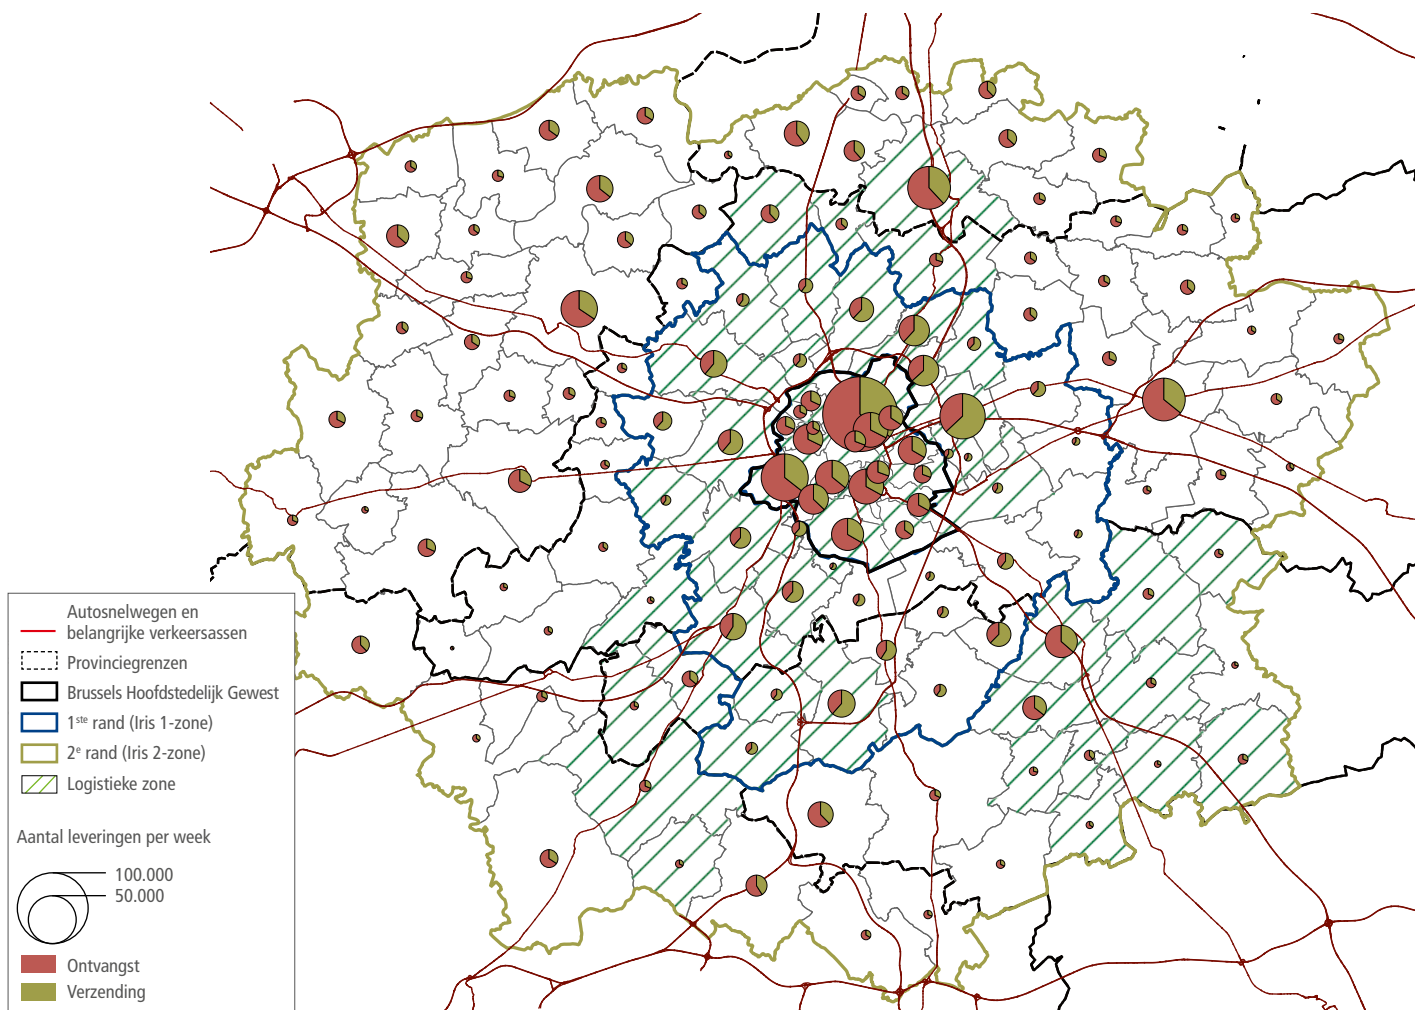 Autosnelwegen en
belangrijke verkeersassen
Provinciegrenzen
Brussels Hoofdstedelijk Gewest
1ste rand (Iris 1-zone)
2e rand (Iris 2-zone)
Logistieke zone
Aantal leveringen per week
100.000
50.000
Ontvangst
Verzending